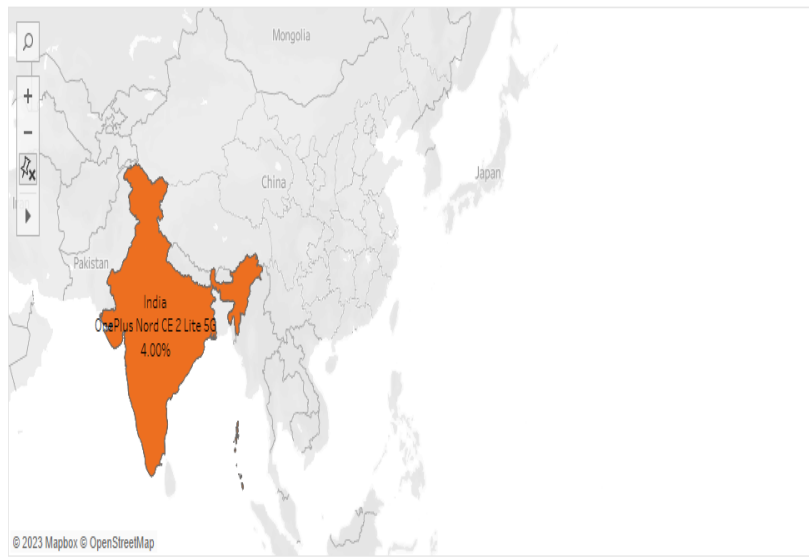 Mongolia
China
Japan
Pakistan
India
OnePlus Nord CE 2 Lite 5G
4.00%
© 2023 Mapbox © OpenStreetMap